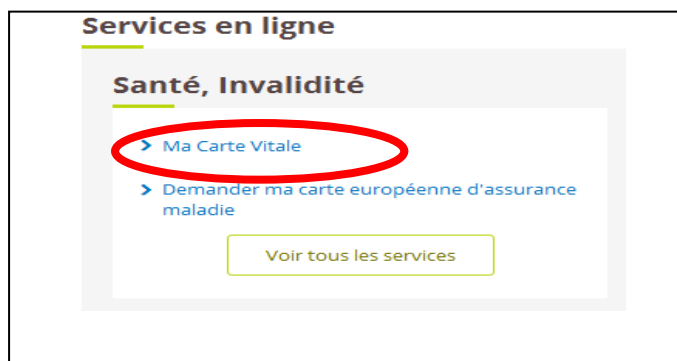 Services en ligne
Santé, Invalidité
Ma Carte Vitale
Demander ma carte européenne d'assurance
maladie
Voir tous les services